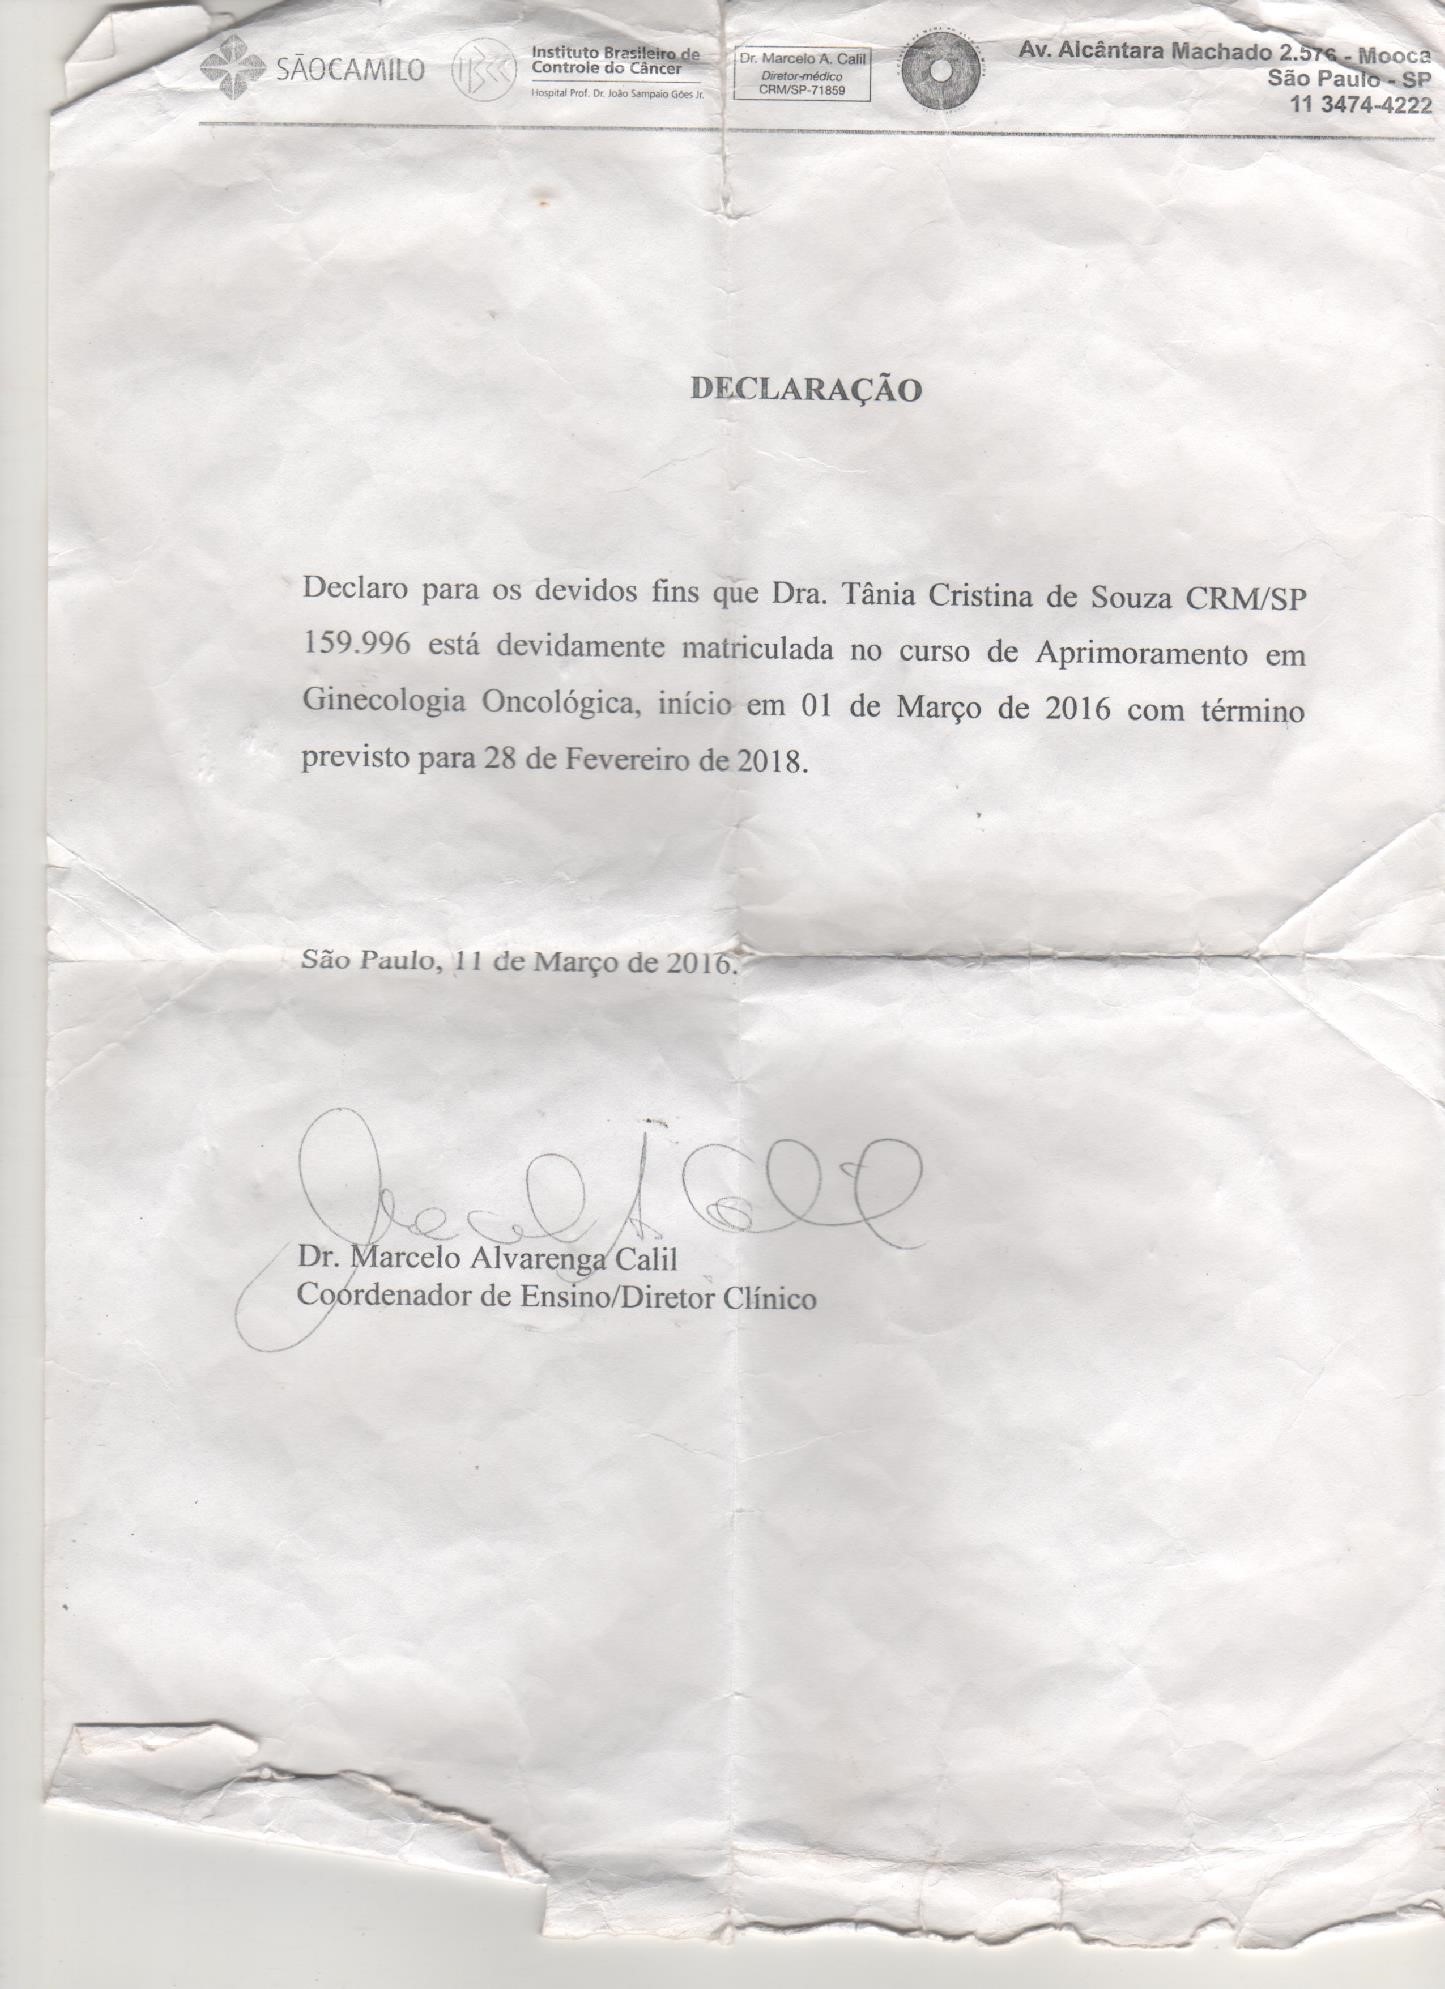 SÃOCAMILO
Instituto Brasileiro de
Controle do Câncer
Hospital Prof. Dr. João Sampaio Góes Jr.
Dr. Marcelo A. Calil
Diretor-médico
CRM/SP-71859
Av. Alcântara Machado 2.576 - Mooca
São Paulo - SP
11 3474-4222
DECLARAÇÃO
Declaro para os devidos fins que Dra. Tânia Cristina de Souza CRM/SP
159.996 está devidamente matriculada no curso de Aprimoramento em
Ginecologia Oncológica, início em 01 de Março de 2016 com término
previsto para 28 de Fevereiro de 2018.
São Paulo, 11 de Março de 2016.
Dr. Marcelo Alvarenga Calil
Coordenador de Ensino/Diretor Clínico